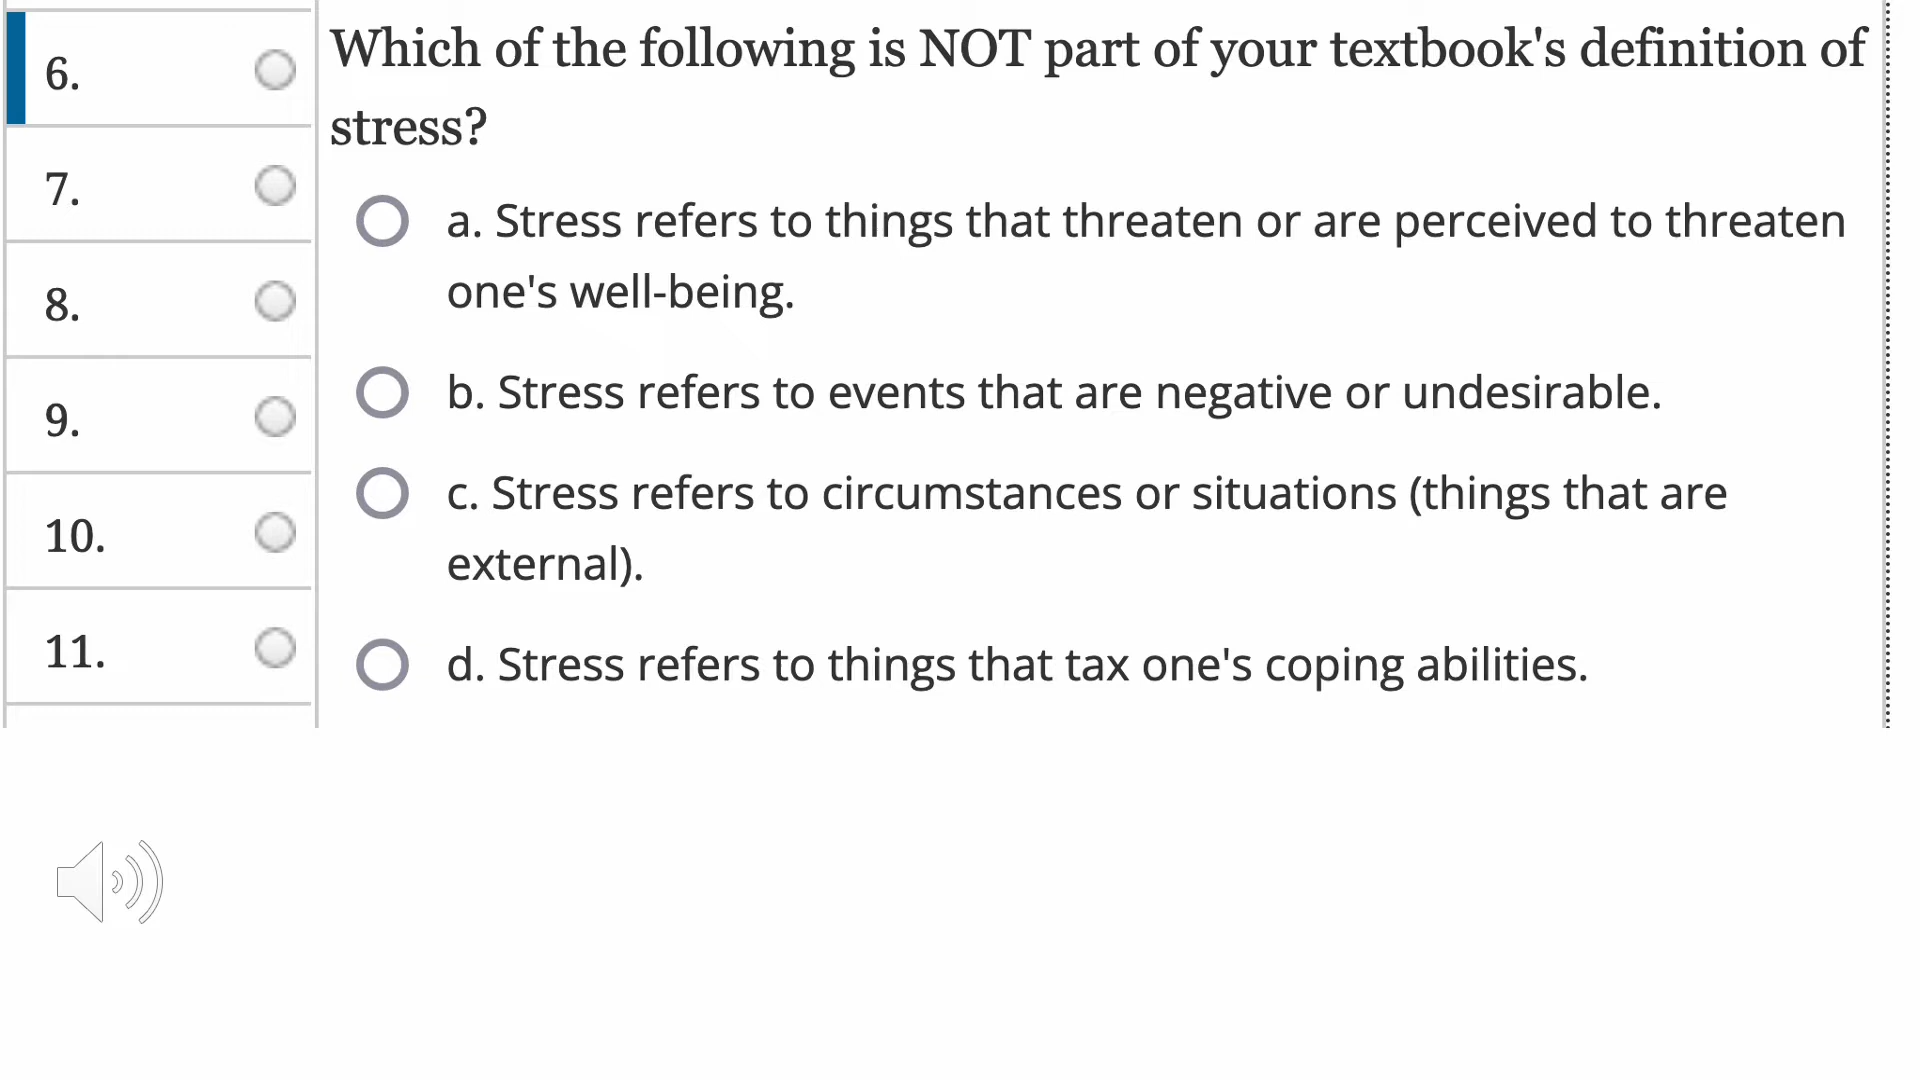 6.
7.
8.
9.
10.
11.
Which of the following is NOT part of your textbook's definition of
stress?
a. Stress refers to things that threaten or are perceived to threaten
one's well-being.
b. Stress refers to events that are negative or undesirable.
c. Stress refers to circumstances or situations (things that are
external).
d. Stress refers to things that tax one's coping abilities.